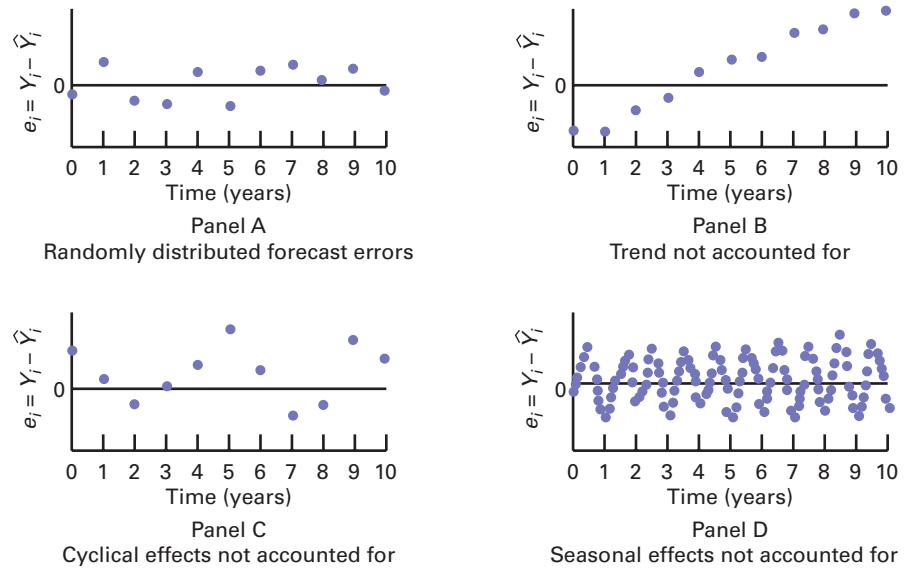 e_i = Y_i − Ŷ_i
0
0 1 2 3 4 5 6 7 8 9 10
Time (years)
Panel A
Randomly distributed forecast errors
e_i = Y_i − Ŷ_i
0
0 1 2 3 4 5 6 7 8 9 10
Time (years)
Panel B
Trend not accounted for
e_i = Y_i − Ŷ_i
0
0 1 2 3 4 5 6 7 8 9 10
Time (years)
Panel C
Cyclical effects not accounted for
e_i = Y_i − Ŷ_i
0
0 1 2 3 4 5 6 7 8 9 10
Time (years)
Panel D
Seasonal effects not accounted for